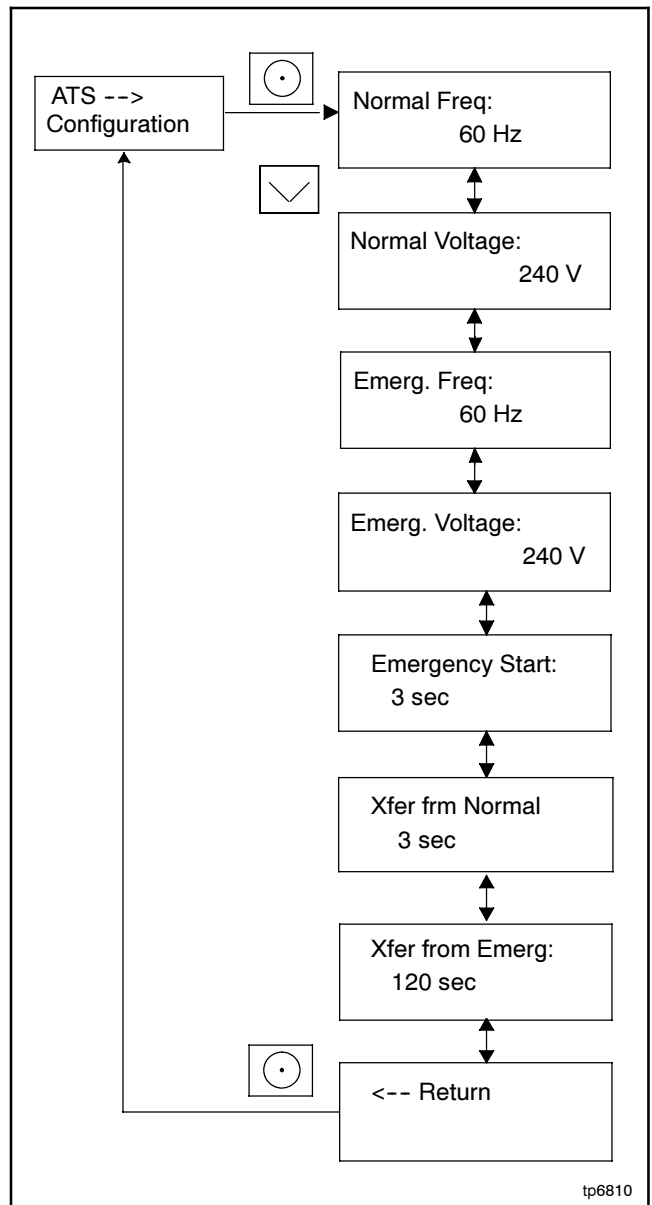 ATS -->
Configuration
Normal Freq:
60 Hz
Normal Voltage:
240 V
Emerg. Freq:
60 Hz
Emerg. Voltage:
240 V
Emergency Start:
3 sec
Xfer frm Normal
3 sec
Xfer from Emerg:
120 sec
<-- Return
tp6810